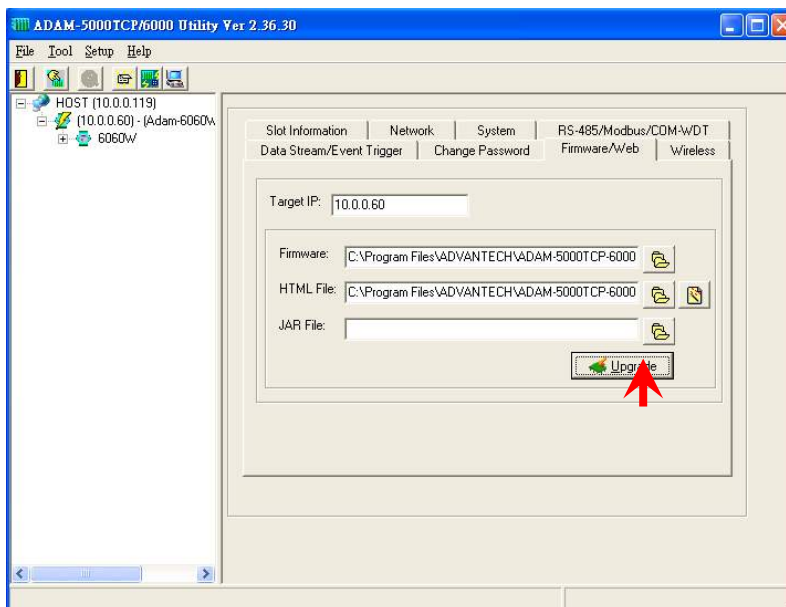 ADAM-5000TCP/6000 Utility Ver 2.36.30
File Tool Setup Help
HOST (10.0.0.119)
(10.0.0.60) - (Adam-6060W
6060W
Slot Information Network System RS-485/Modbus/COM-WDT
Data Stream/Event Trigger Change Password Firmware/Web Wireless
Target IP: 10.0.0.60
Firmware: C:\Program Files\ADVANTECH\ADAM-5000TCP-6000
HTML File: C:\Program Files\ADVANTECH\ADAM-5000TCP-6000
JAR File:
Upgrade